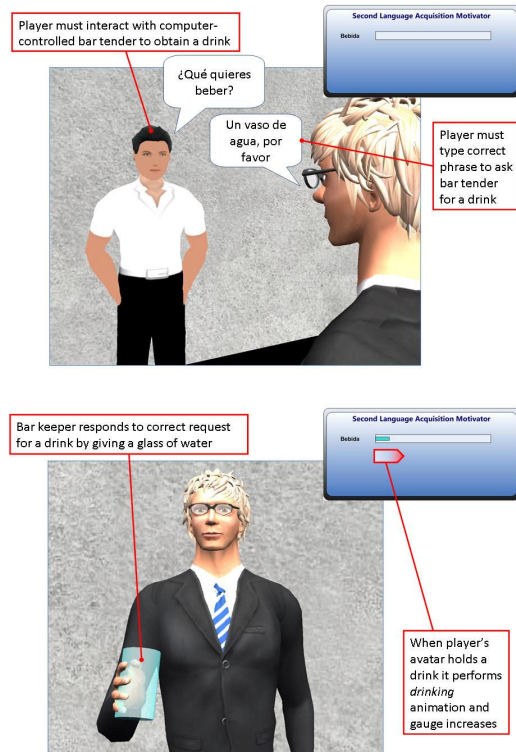 Player must interact with computer-
controlled bar tender to obtain a drink
Second Language Acquisition Motivator
Bebida
¿Qué quieres
beber?
Un vaso de
agua, por
favor
Player must
type correct
phrase to ask
bar tender
for a drink
Bar keeper responds to correct request
for a drink by giving a glass of water
Second Language Acquisition Motivator
Bebida
When player's
avatar holds a
drink it performs
drinking
animation and
gauge increases